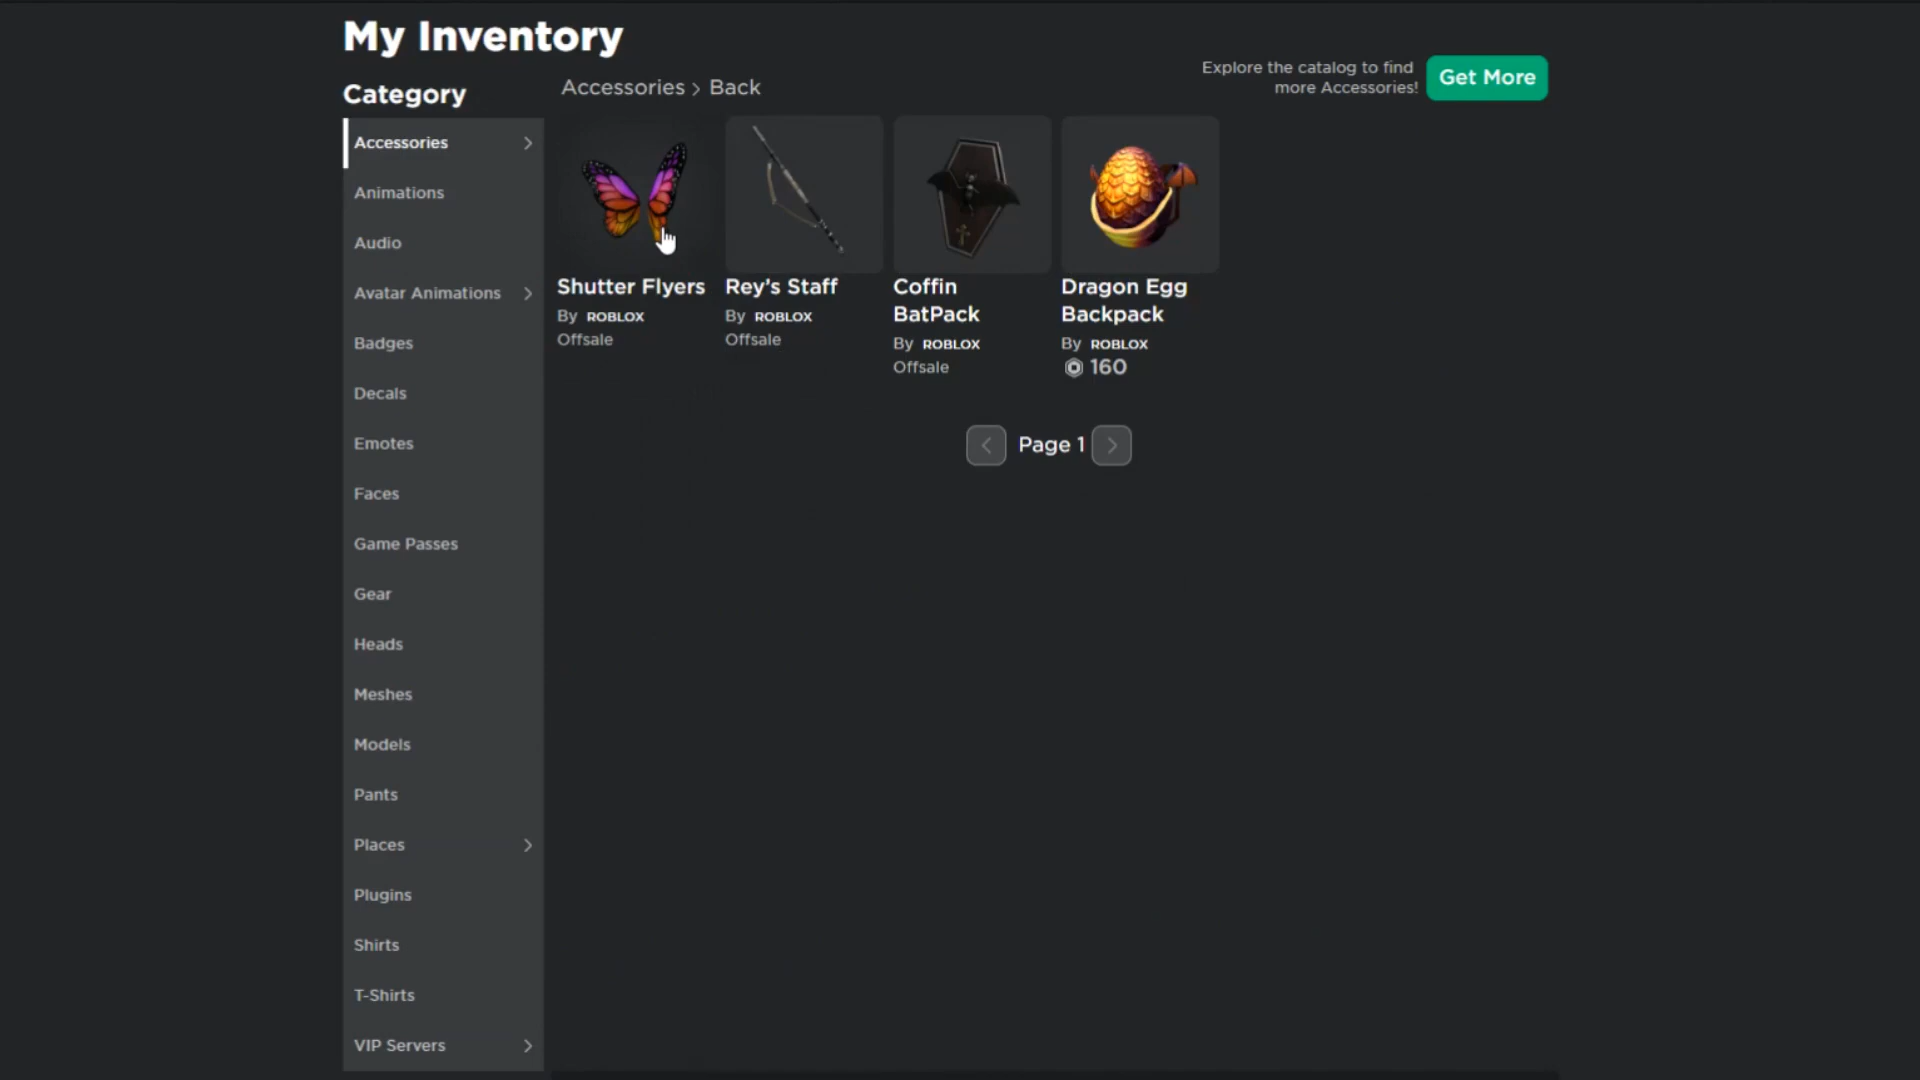 My Inventory
Category
Accessories
Animations
Audio
Avatar Animations
Badges
Decals
Emotes
Faces
Game Passes
Gear
Heads
Meshes
Models
Pants
Places
Plugins
Shirts
T-Shirts
VIP Servers
Accessories > Back
Explore the catalog to find
more Accessories!
Get More
Shutter Flyers
By ROBLOX
Offsale
Rey's Staff
By ROBLOX
Offsale
Coffin
BatPack
By ROBLOX
Offsale
Dragon Egg
Backpack
By ROBLOX
160
Page 1